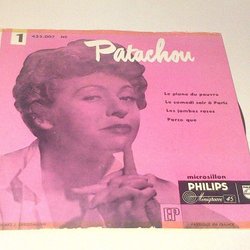 1
432.007 NE
Patachou
Le piano du pauvre
Le samedi soir à Paris
Les jambes roses
Parce que
microsillon
PHILIPS
Minigroove 45
EP
FABRIQUÉ EN FRANCE